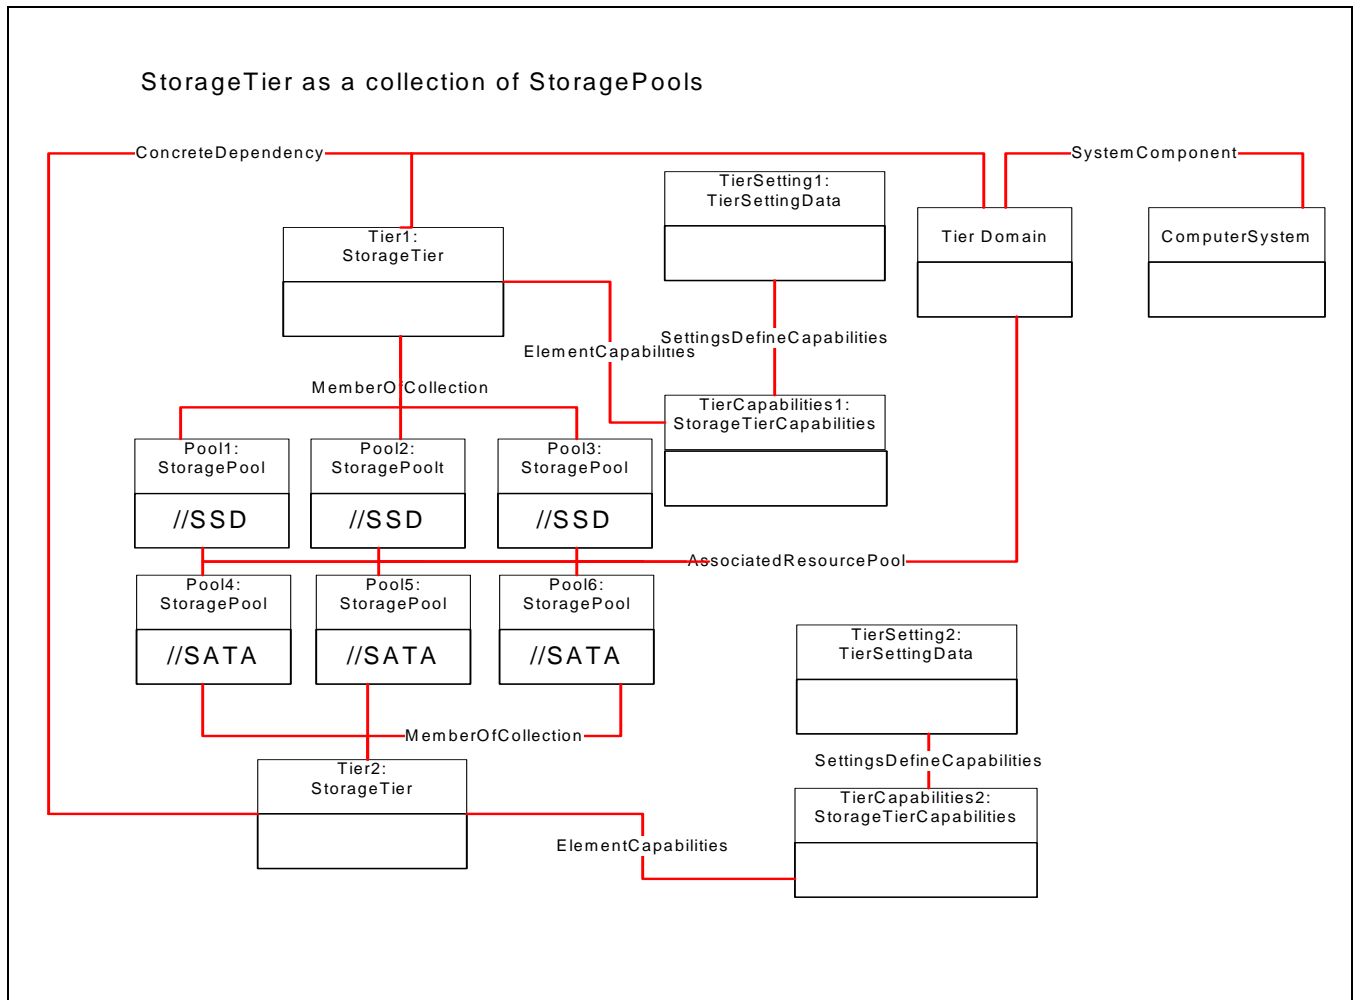 StorageTier as a collection of StoragePools
ConcreteDependency
SystemComponent
TierSetting1:
TierSettingData
Tier Domain
ComputerSystem
Tier1:
StorageTier
SettingsDefineCapabilities
ElementCapabilities
MemberOfCollection
TierCapabilities1:
StorageTierCapabilities
Pool1:
StoragePool
//SSD
Pool2:
StoragePoolt
//SSD
Pool3:
StoragePool
//SSD
AssociatedResourcePool
Pool4:
StoragePool
//SATA
Pool5:
StoragePool
//SATA
Pool6:
StoragePool
//SATA
TierSetting2:
TierSettingData
MemberOfCollection
SettingsDefineCapabilities
Tier2:
StorageTier
TierCapabilities2:
StorageTierCapabilities
ElementCapabilities